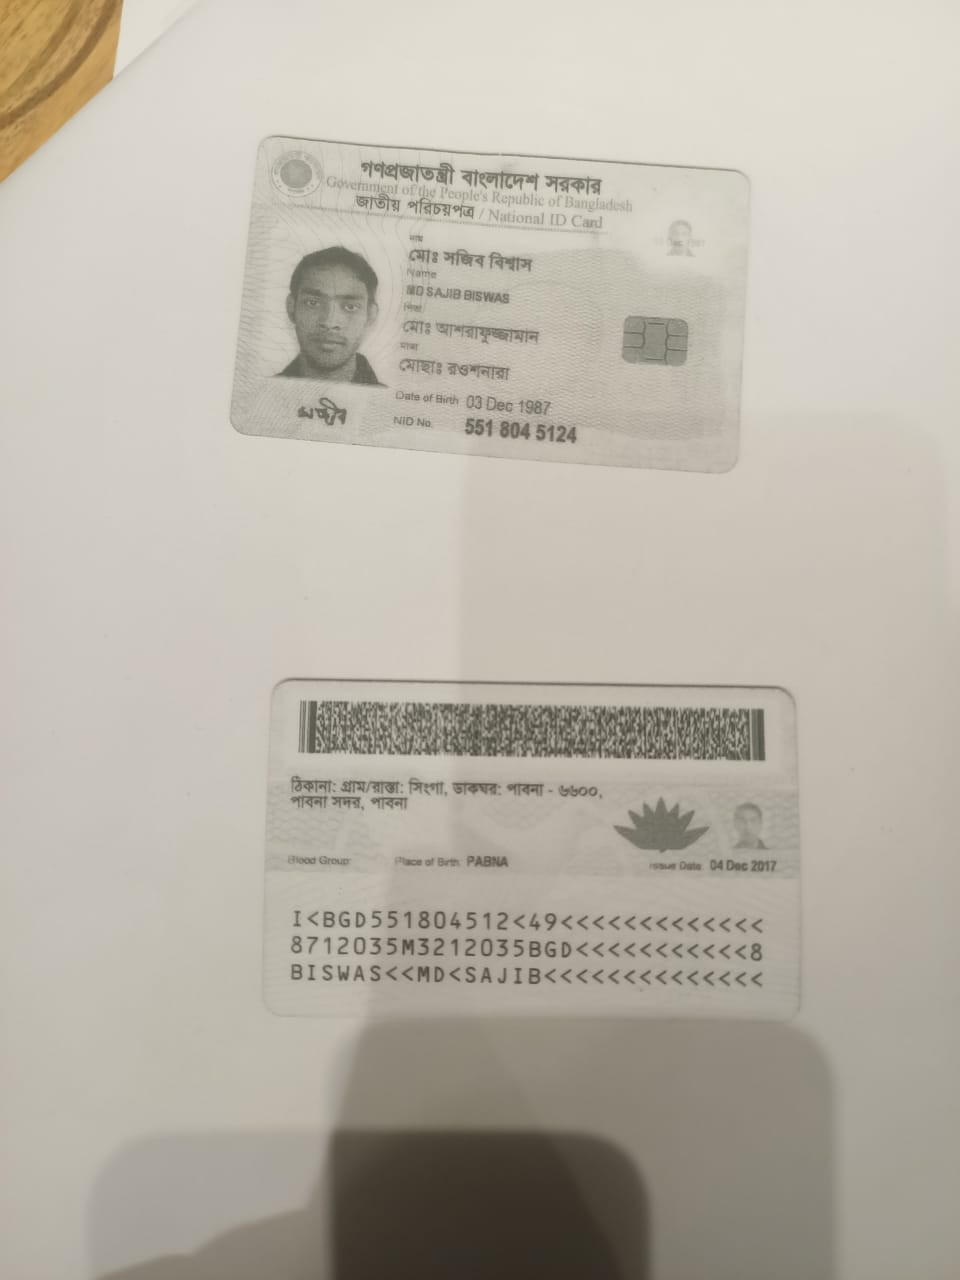 গণপ্রজাতন্ত্রী বাংলাদেশ সরকার
Government of the People's Republic of Bangladesh
জাতীয় পরিচয়পত্র / National ID Card
নাম
মোঃ সজিব বিশ্বাস
Name
MD SAJIB BISWAS
পিতা
মোঃ আশরাফুজ্জামান
মাতা
মোছাঃ রওশনারা
Date of Birth 03 Dec 1987
NID No. 551 804 5124
সজীব
ঠিকানা: গ্রাম/রাস্তা: সিংগা, ডাকঘর: পাবনা - ৬৬০০,
পাবনা সদর, পাবনা
Blood Group: Place of Birth: PABNA Issue Date: 04 Dec 2017
I<BGD551804512<49<<<<<<<<<<<<<
8712035M3212035BGD<<<<<<<<<<<8
BISWAS<<MD<SAJIB<<<<<<<<<<<<<<